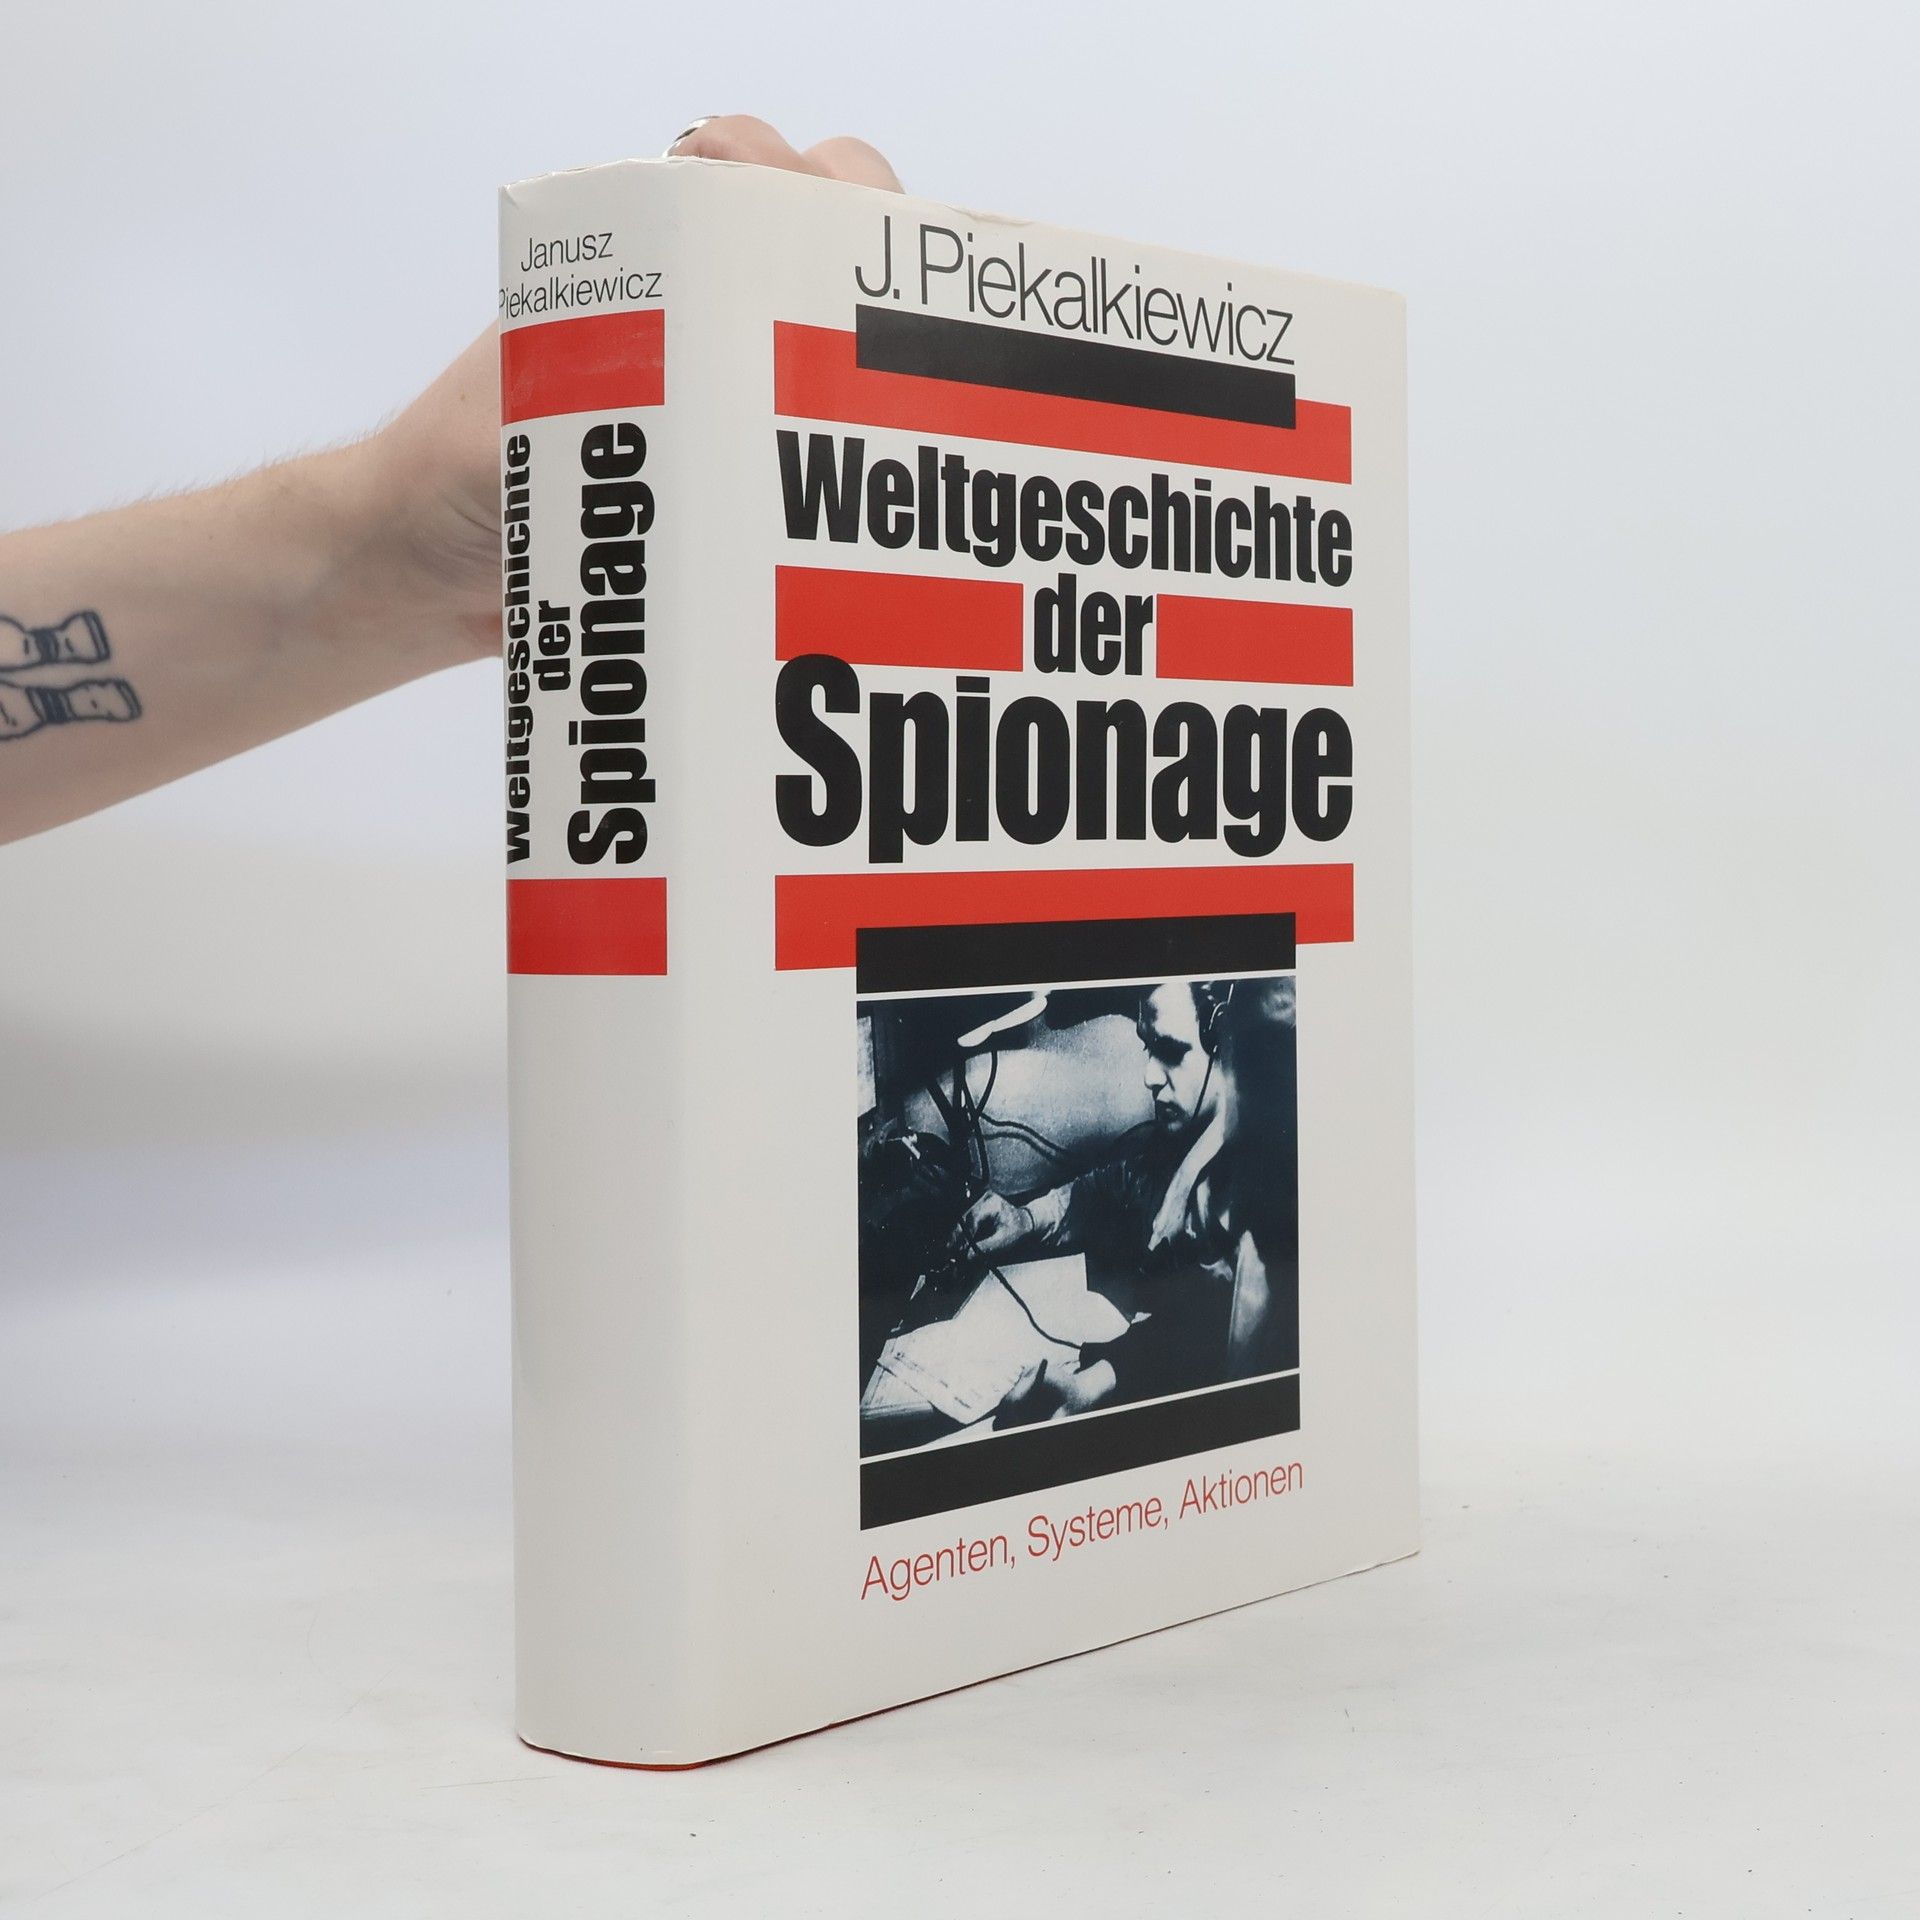 Janusz
Piekalkiewicz
Weltgeschichte
der
Spionage
J. Piekalkiewicz
Weltgeschichte
der
Spionage
Agenten, Systeme, Aktionen